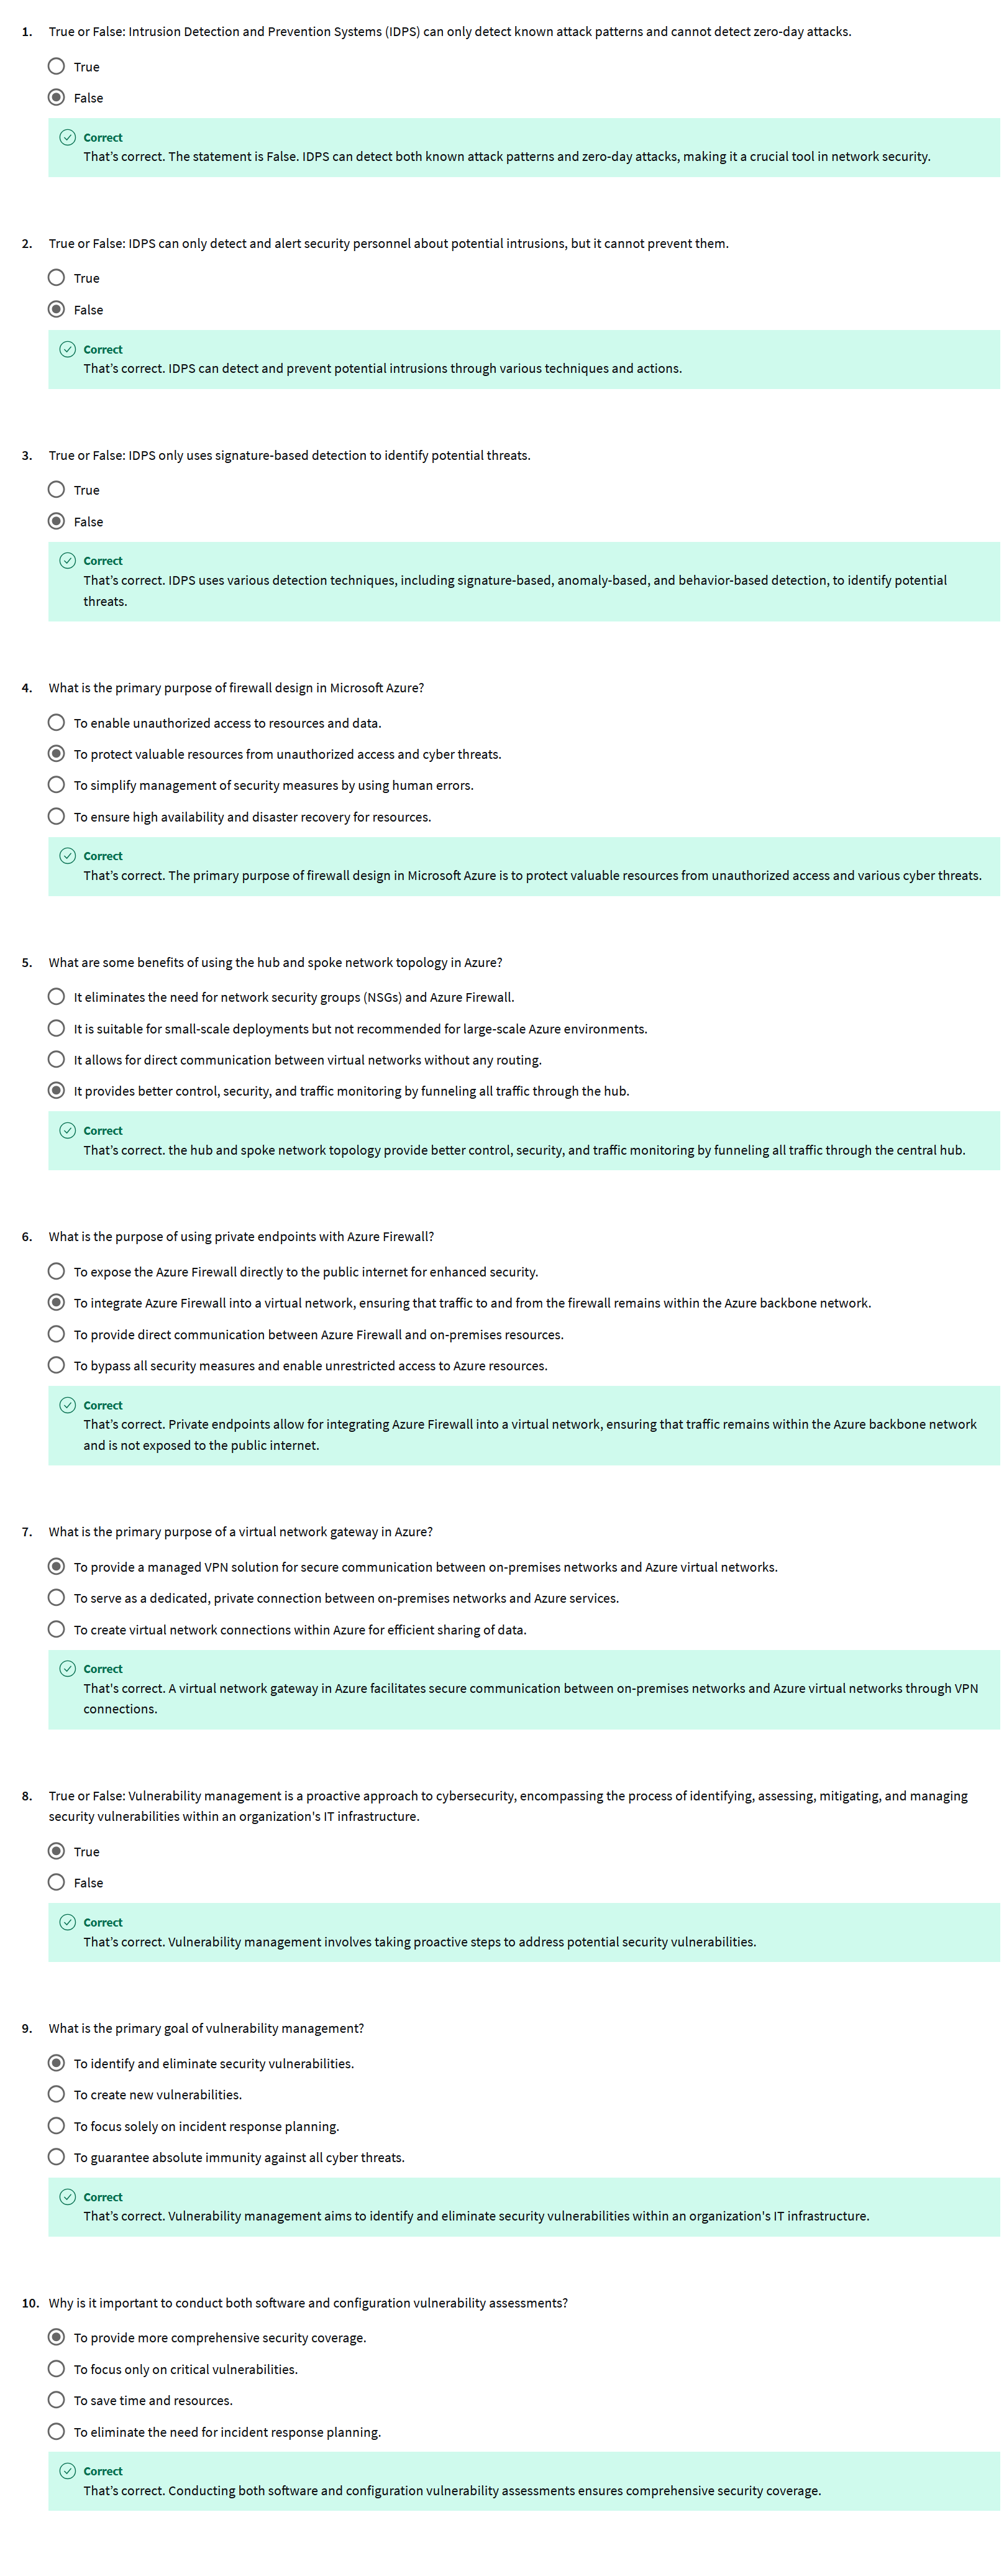 1. True or False: Intrusion Detection and Prevention Systems (IDPS) can only detect known attack patterns and cannot detect zero-day attacks.
True
False
Correct
That's correct. The statement is False. IDPS can detect both known attack patterns and zero-day attacks, making it a crucial tool in network security.
2. True or False: IDPS can only detect and alert security personnel about potential intrusions, but it cannot prevent them.
True
False
Correct
That's correct. IDPS can detect and prevent potential intrusions through various techniques and actions.
3. True or False: IDPS only uses signature-based detection to identify potential threats.
True
False
Correct
That's correct. IDPS uses various detection techniques, including signature-based, anomaly-based, and behavior-based detection, to identify potential
threats.
4. What is the primary purpose of firewall design in Microsoft Azure?
To enable unauthorized access to resources and data.
To protect valuable resources from unauthorized access and cyber threats.
To simplify management of security measures by using human errors.
To ensure high availability and disaster recovery for resources.
Correct
That's correct. The primary purpose of firewall design in Microsoft Azure is to protect valuable resources from unauthorized access and various cyber threats.
5. What are some benefits of using the hub and spoke network topology in Azure?
It eliminates the need for network security groups (NSGs) and Azure Firewall.
It is suitable for small-scale deployments but not recommended for large-scale Azure environments.
It allows for direct communication between virtual networks without any routing.
It provides better control, security, and traffic monitoring by funneling all traffic through the hub.
Correct
That's correct. the hub and spoke network topology provide better control, security, and traffic monitoring by funneling all traffic through the central hub.
6. What is the purpose of using private endpoints with Azure Firewall?
To expose the Azure Firewall directly to the public internet for enhanced security.
To integrate Azure Firewall into a virtual network, ensuring that traffic to and from the firewall remains within the Azure backbone network.
To provide direct communication between Azure Firewall and on-premises resources.
To bypass all security measures and enable unrestricted access to Azure resources.
Correct
That's correct. Private endpoints allow for integrating Azure Firewall into a virtual network, ensuring that traffic remains within the Azure backbone network
and is not exposed to the public internet.
7. What is the primary purpose of a virtual network gateway in Azure?
To provide a managed VPN solution for secure communication between on-premises networks and Azure virtual networks.
To serve as a dedicated, private connection between on-premises networks and Azure services.
To create virtual network connections within Azure for efficient sharing of data.
Correct
That's correct. A virtual network gateway in Azure facilitates secure communication between on-premises networks and Azure virtual networks through VPN
connections.
8. True or False: Vulnerability management is a proactive approach to cybersecurity, encompassing the process of identifying, assessing, mitigating, and managing
security vulnerabilities within an organization's IT infrastructure.
True
False
Correct
That's correct. Vulnerability management involves taking proactive steps to address potential security vulnerabilities.
9. What is the primary goal of vulnerability management?
To identify and eliminate security vulnerabilities.
To create new vulnerabilities.
To focus solely on incident response planning.
To guarantee absolute immunity against all cyber threats.
Correct
That's correct. Vulnerability management aims to identify and eliminate security vulnerabilities within an organization's IT infrastructure.
10. Why is it important to conduct both software and configuration vulnerability assessments?
To provide more comprehensive security coverage.
To focus only on critical vulnerabilities.
To save time and resources.
To eliminate the need for incident response planning.
Correct
That's correct. Conducting both software and configuration vulnerability assessments ensures comprehensive security coverage.